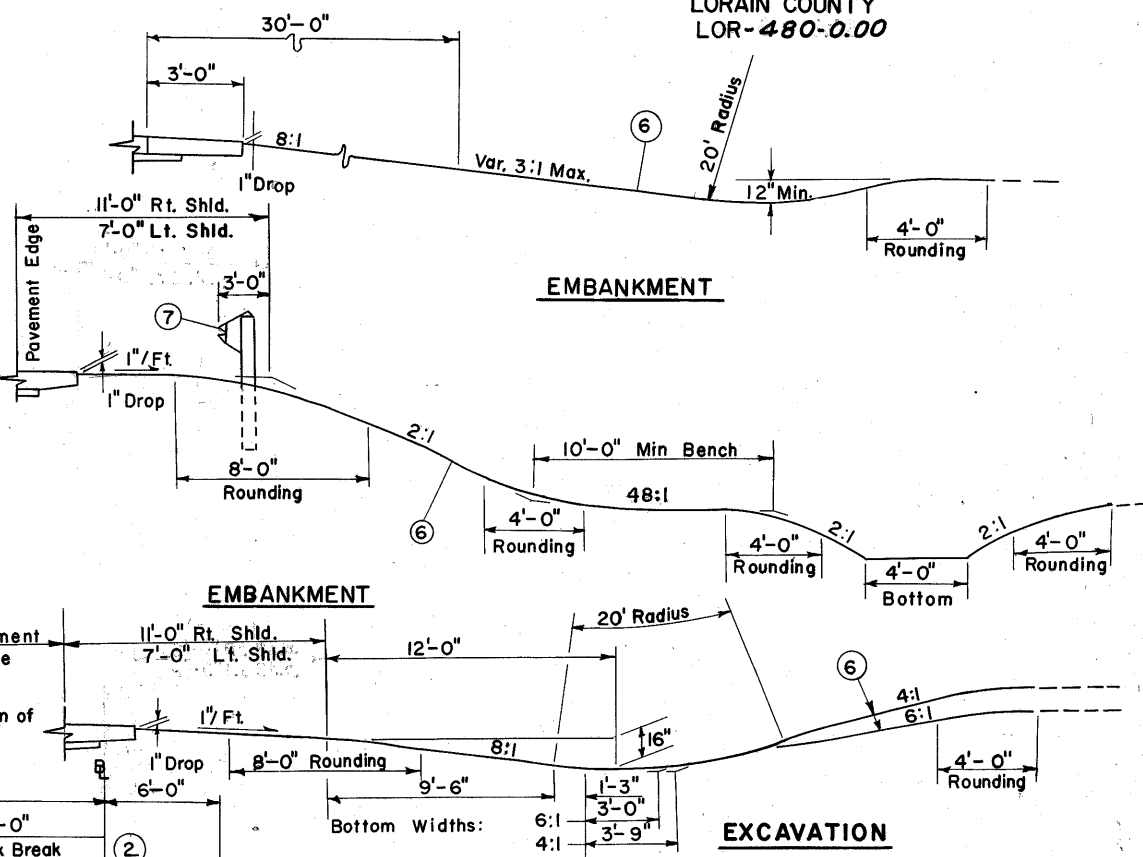 LORAIN COUNTY
LOR-480-0.00
30'-0"
3'-0"
8:1
1" Drop
Var. 3:1 Max.
6
20' Radius
12" Min.
4'-0"
Rounding
EMBANKMENT
11'-0" Rt. Shld.
7'-0" Lt. Shld.
Pavement Edge
3'-0"
7
1"/Ft.
1" Drop
8'-0"
Rounding
2:1
6
10'-0" Min Bench
48:1
4'-0"
Rounding
4'-0"
Rounding
2:1
4'-0"
Bottom
2:1
4'-0"
Rounding
EMBANKMENT
11'-0" Rt. Shld.
7'-0" Lt. Shld.
12'-0"
20' Radius
6
4:1
6:1
1"/Ft.
8:1
16"
1" Drop
8'-0" Rounding
9'-6"
1'-3"
3'-0"
3'-9"
4'-0"
Rounding
Bottom Widths:
6:1
4:1
EXCAVATION
6'-0"
-0"
Break
2